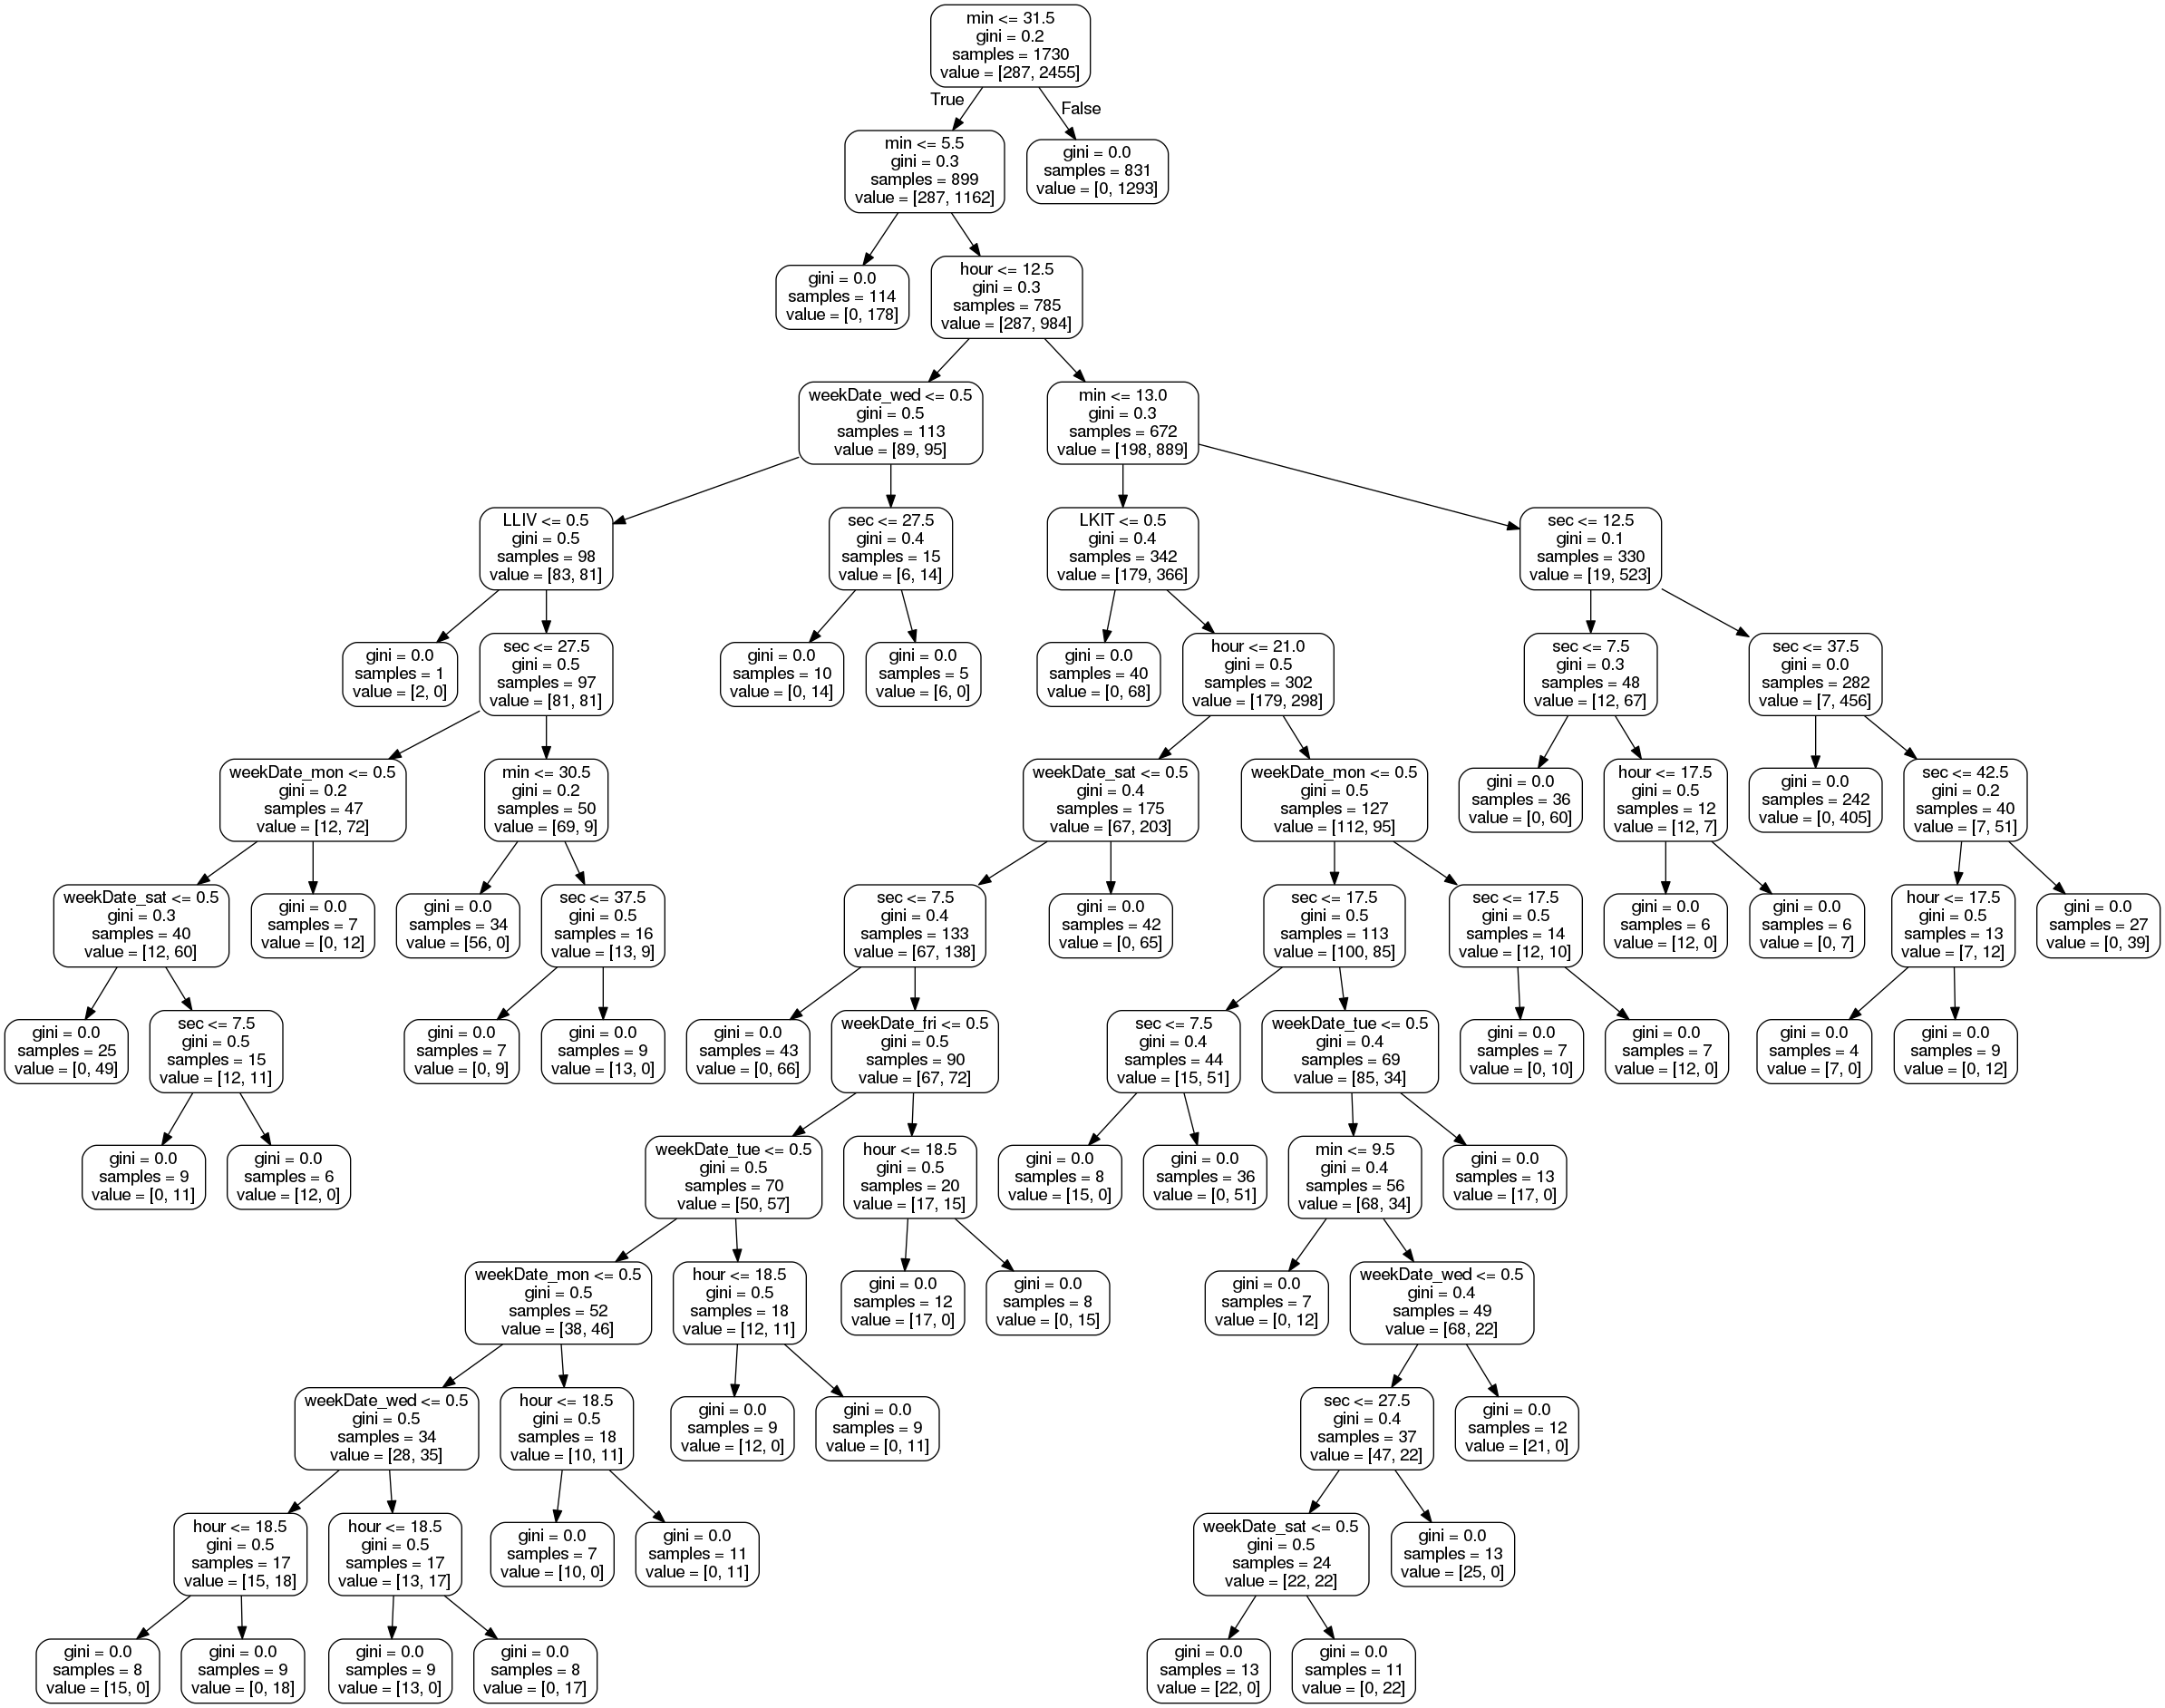 min <= 31.5
gini = 0.2
samples = 1730
value = [287, 2455]
True
False
min <= 5.5
gini = 0.3
samples = 899
value = [287, 1162]
gini = 0.0
samples = 831
value = [0, 1293]
gini = 0.0
samples = 114
value = [0, 178]
hour <= 12.5
gini = 0.3
samples = 785
value = [287, 984]
weekDate_wed <= 0.5
gini = 0.5
samples = 113
value = [89, 95]
min <= 13.0
gini = 0.3
samples = 672
value = [198, 889]
LLIV <= 0.5
gini = 0.5
samples = 98
value = [83, 81]
sec <= 27.5
gini = 0.4
samples = 15
value = [6, 14]
LKIT <= 0.5
gini = 0.4
samples = 342
value = [179, 366]
sec <= 12.5
gini = 0.1
samples = 330
value = [19, 523]
gini = 0.0
samples = 1
value = [2, 0]
sec <= 27.5
gini = 0.5
samples = 97
value = [81, 81]
gini = 0.0
samples = 10
value = [0, 14]
gini = 0.0
samples = 5
value = [6, 0]
gini = 0.0
samples = 40
value = [0, 68]
hour <= 21.0
gini = 0.5
samples = 302
value = [179, 298]
sec <= 7.5
gini = 0.3
samples = 48
value = [12, 67]
sec <= 37.5
gini = 0.0
samples = 282
value = [7, 456]
weekDate_mon <= 0.5
gini = 0.2
samples = 47
value = [12, 72]
min <= 30.5
gini = 0.2
samples = 50
value = [69, 9]
weekDate_sat <= 0.5
gini = 0.4
samples = 175
value = [67, 203]
weekDate_mon <= 0.5
gini = 0.5
samples = 127
value = [112, 95]
gini = 0.0
samples = 36
value = [0, 60]
hour <= 17.5
gini = 0.5
samples = 12
value = [12, 7]
gini = 0.0
samples = 242
value = [0, 405]
sec <= 42.5
gini = 0.2
samples = 40
value = [7, 51]
weekDate_sat <= 0.5
gini = 0.3
samples = 40
value = [12, 60]
gini = 0.0
samples = 7
value = [0, 12]
gini = 0.0
samples = 34
value = [56, 0]
sec <= 37.5
gini = 0.5
samples = 16
value = [13, 9]
sec <= 7.5
gini = 0.4
samples = 133
value = [67, 138]
gini = 0.0
samples = 42
value = [0, 65]
sec <= 17.5
gini = 0.5
samples = 113
value = [100, 85]
sec <= 17.5
gini = 0.5
samples = 14
value = [12, 10]
gini = 0.0
samples = 6
value = [12, 0]
gini = 0.0
samples = 6
value = [0, 7]
hour <= 17.5
gini = 0.5
samples = 13
value = [7, 12]
gini = 0.0
samples = 27
value = [0, 39]
gini = 0.0
samples = 25
value = [0, 49]
sec <= 7.5
gini = 0.5
samples = 15
value = [12, 11]
gini = 0.0
samples = 7
value = [0, 9]
gini = 0.0
samples = 9
value = [13, 0]
gini = 0.0
samples = 43
value = [0, 66]
weekDate_fri <= 0.5
gini = 0.5
samples = 90
value = [67, 72]
sec <= 7.5
gini = 0.4
samples = 44
value = [15, 51]
weekDate_tue <= 0.5
gini = 0.4
samples = 69
value = [85, 34]
gini = 0.0
samples = 7
value = [0, 10]
gini = 0.0
samples = 7
value = [12, 0]
gini = 0.0
samples = 4
value = [7, 0]
gini = 0.0
samples = 9
value = [0, 12]
gini = 0.0
samples = 9
value = [0, 11]
gini = 0.0
samples = 6
value = [12, 0]
weekDate_tue <= 0.5
gini = 0.5
samples = 70
value = [50, 57]
hour <= 18.5
gini = 0.5
samples = 20
value = [17, 15]
gini = 0.0
samples = 8
value = [15, 0]
gini = 0.0
samples = 36
value = [0, 51]
min <= 9.5
gini = 0.4
samples = 56
value = [68, 34]
gini = 0.0
samples = 13
value = [17, 0]
weekDate_mon <= 0.5
gini = 0.5
samples = 52
value = [38, 46]
hour <= 18.5
gini = 0.5
samples = 18
value = [12, 11]
gini = 0.0
samples = 12
value = [17, 0]
gini = 0.0
samples = 8
value = [0, 15]
gini = 0.0
samples = 7
value = [0, 12]
weekDate_wed <= 0.5
gini = 0.4
samples = 49
value = [68, 22]
weekDate_wed <= 0.5
gini = 0.5
samples = 34
value = [28, 35]
hour <= 18.5
gini = 0.5
samples = 18
value = [10, 11]
gini = 0.0
samples = 9
value = [12, 0]
gini = 0.0
samples = 9
value = [0, 11]
sec <= 27.5
gini = 0.4
samples = 37
value = [47, 22]
gini = 0.0
samples = 12
value = [21, 0]
hour <= 18.5
gini = 0.5
samples = 17
value = [15, 18]
hour <= 18.5
gini = 0.5
samples = 17
value = [13, 17]
gini = 0.0
samples = 7
value = [10, 0]
gini = 0.0
samples = 11
value = [0, 11]
weekDate_sat <= 0.5
gini = 0.5
samples = 24
value = [22, 22]
gini = 0.0
samples = 13
value = [25, 0]
gini = 0.0
samples = 8
value = [15, 0]
gini = 0.0
samples = 9
value = [0, 18]
gini = 0.0
samples = 9
value = [13, 0]
gini = 0.0
samples = 8
value = [0, 17]
gini = 0.0
samples = 13
value = [22, 0]
gini = 0.0
samples = 11
value = [0, 22]